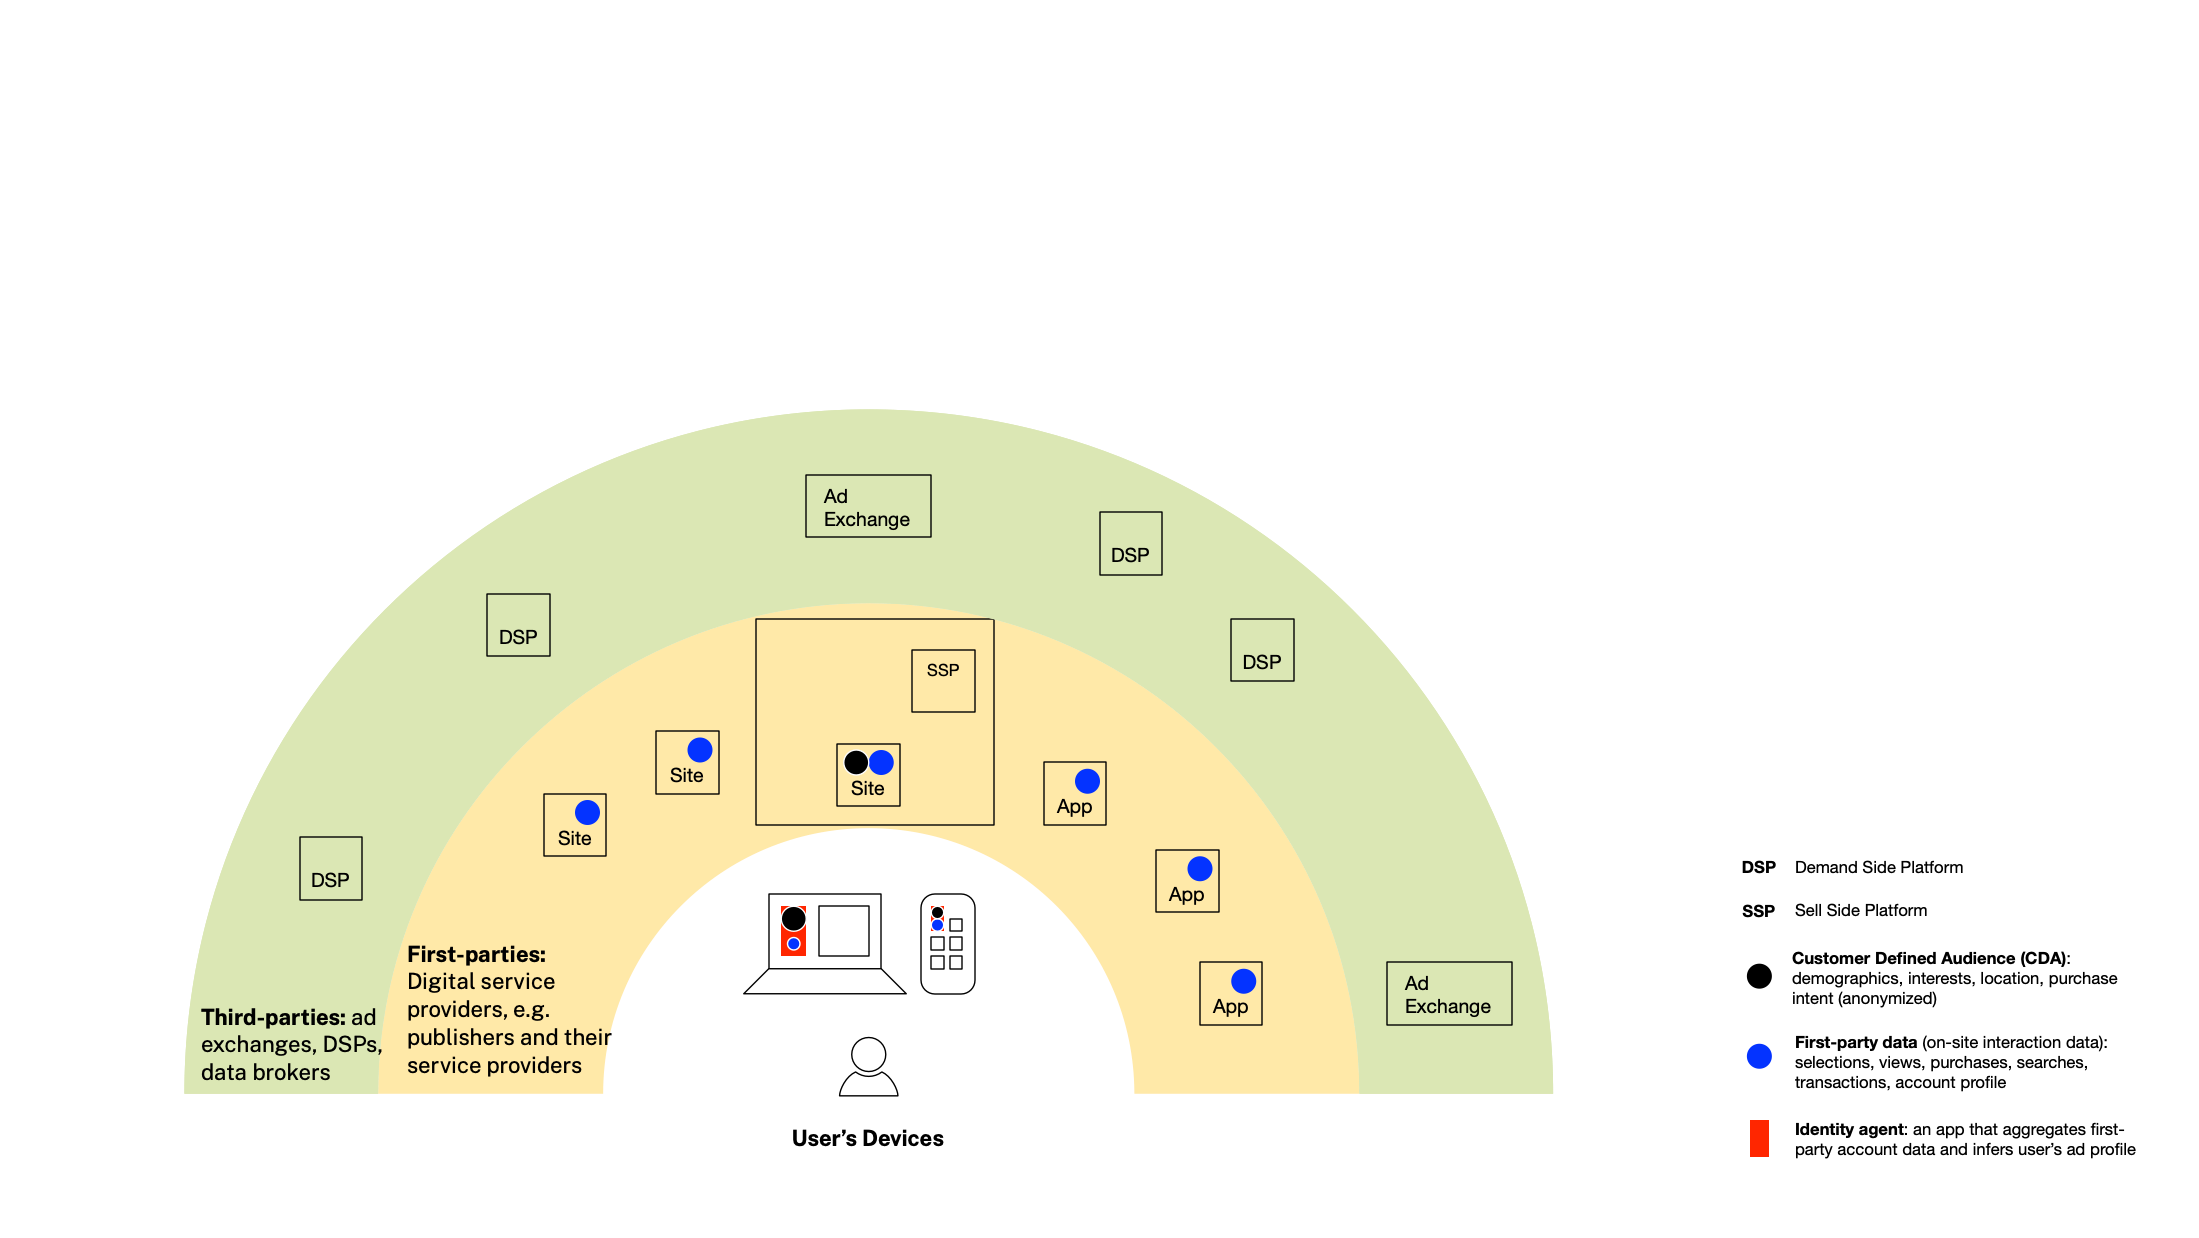 Ad
Exchange
DSP
DSP
DSP
SSP
Site
Site
App
Site
DSP
App
First-parties:
Digital service
providers, e.g.
publishers and their
service providers
Third-parties: ad
exchanges, DSPs,
data brokers
App
Ad
Exchange
User's Devices
DSP Demand Side Platform
SSP Sell Side Platform
Customer Defined Audience (CDA):
demographics, interests, location, purchase
intent (anonymized)
First-party data (on-site interaction data):
selections, views, purchases, searches,
transactions, account profile
Identity agent: an app that aggregates first-
party account data and infers user's ad profile